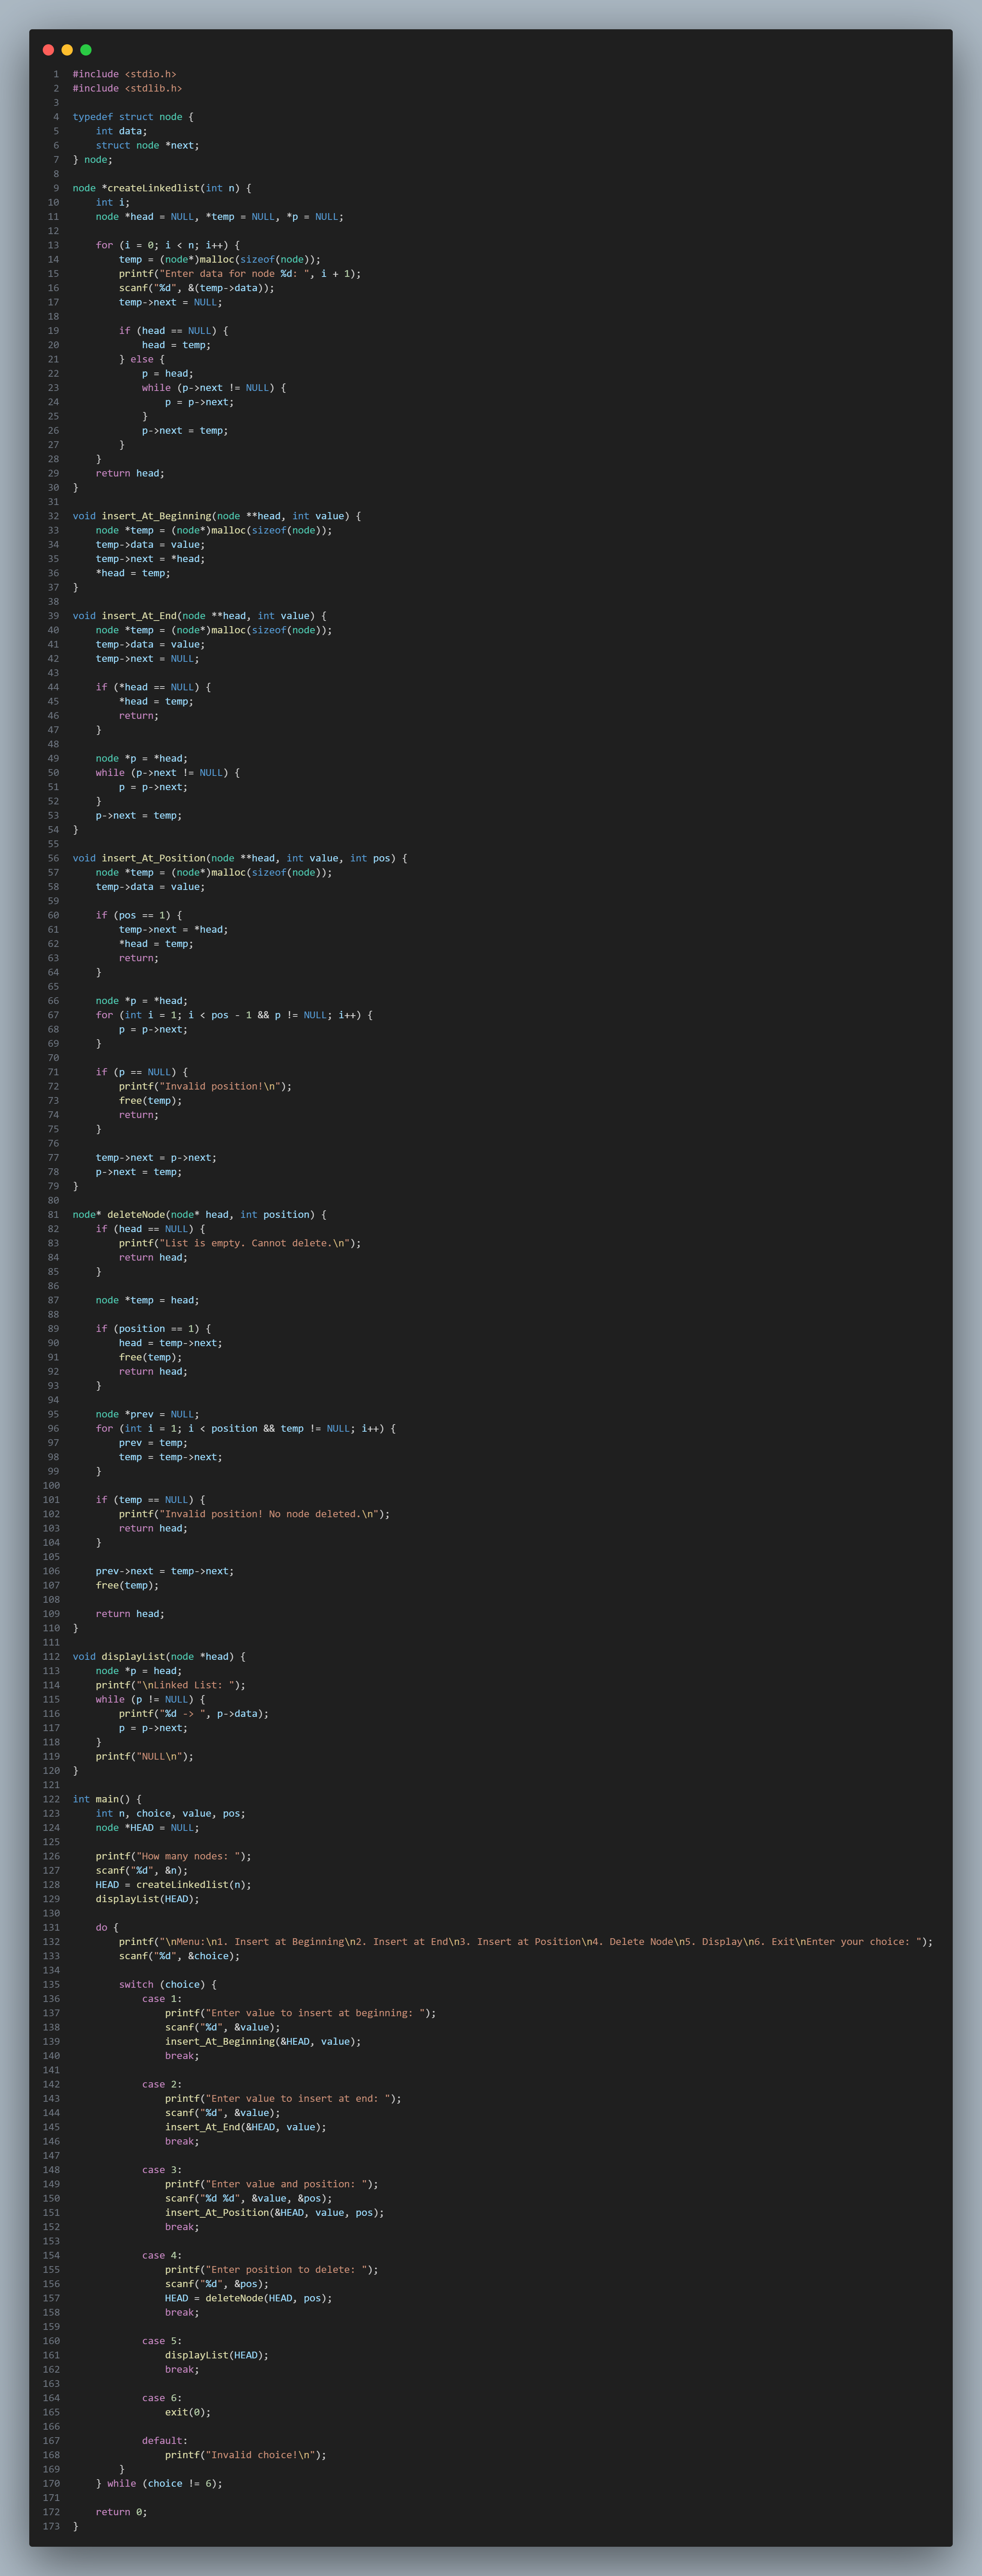 1 #include <stdio.h>
2 #include <stdlib.h>
3
4 typedef struct node {
5     int data;
6     struct node *next;
7 } node;
8
9 node *createLinkedlist(int n) {
10     int i;
11     node *head = NULL, *temp = NULL, *p = NULL;
12
13     for (i = 0; i < n; i++) {
14         temp = (node*)malloc(sizeof(node));
15         printf("Enter data for node %d: ", i + 1);
16         scanf("%d", &(temp->data));
17         temp->next = NULL;
18
19         if (head == NULL) {
20             head = temp;
21         } else {
22             p = head;
23             while (p->next != NULL) {
24                 p = p->next;
25             }
26             p->next = temp;
27         }
28     }
29     return head;
30 }
31
32 void insert_At_Beginning(node **head, int value) {
33     node *temp = (node*)malloc(sizeof(node));
34     temp->data = value;
35     temp->next = *head;
36     *head = temp;
37 }
38
39 void insert_At_End(node **head, int value) {
40     node *temp = (node*)malloc(sizeof(node));
41     temp->data = value;
42     temp->next = NULL;
43
44     if (*head == NULL) {
45         *head = temp;
46         return;
47     }
48
49     node *p = *head;
50     while (p->next != NULL) {
51         p = p->next;
52     }
53     p->next = temp;
54 }
55
56 void insert_At_Position(node **head, int value, int pos) {
57     node *temp = (node*)malloc(sizeof(node));
58     temp->data = value;
59
60     if (pos == 1) {
61         temp->next = *head;
62         *head = temp;
63         return;
64     }
65
66     node *p = *head;
67     for (int i = 1; i < pos - 1 && p != NULL; i++) {
68         p = p->next;
69     }
70
71     if (p == NULL) {
72         printf("Invalid position!\n");
73         free(temp);
74         return;
75     }
76
77     temp->next = p->next;
78     p->next = temp;
79 }
80
81 node* deleteNode(node* head, int position) {
82     if (head == NULL) {
83         printf("List is empty. Cannot delete.\n");
84         return head;
85     }
86
87     node *temp = head;
88
89     if (position == 1) {
90         head = temp->next;
91         free(temp);
92         return head;
93     }
94
95     node *prev = NULL;
96     for (int i = 1; i < position && temp != NULL; i++) {
97         prev = temp;
98         temp = temp->next;
99     }
100
101     if (temp == NULL) {
102         printf("Invalid position! No node deleted.\n");
103         return head;
104     }
105
106     prev->next = temp->next;
107     free(temp);
108
109     return head;
110 }
111
112 void displayList(node *head) {
113     node *p = head;
114     printf("\nLinked List: ");
115     while (p != NULL) {
116         printf("%d -> ", p->data);
117         p = p->next;
118     }
119     printf("NULL\n");
120 }
121
122 int main() {
123     int n, choice, value, pos;
124     node *HEAD = NULL;
125
126     printf("How many nodes: ");
127     scanf("%d", &n);
128     HEAD = createLinkedlist(n);
129     displayList(HEAD);
130
131     do {
132         printf("\nMenu:\n1. Insert at Beginning\n2. Insert at End\n3. Insert at Position\n4. Delete Node\n5. Display\n6. Exit\nEnter your choice: ");
133         scanf("%d", &choice);
134
135         switch (choice) {
136             case 1:
137                 printf("Enter value to insert at beginning: ");
138                 scanf("%d", &value);
139                 insert_At_Beginning(&HEAD, value);
140                 break;
141
142             case 2:
143                 printf("Enter value to insert at end: ");
144                 scanf("%d", &value);
145                 insert_At_End(&HEAD, value);
146                 break;
147
148             case 3:
149                 printf("Enter value and position: ");
150                 scanf("%d %d", &value, &pos);
151                 insert_At_Position(&HEAD, value, pos);
152                 break;
153
154             case 4:
155                 printf("Enter position to delete: ");
156                 scanf("%d", &pos);
157                 HEAD = deleteNode(HEAD, pos);
158                 break;
159
160             case 5:
161                 displayList(HEAD);
162                 break;
163
164             case 6:
165                 exit(0);
166
167             default:
168                 printf("Invalid choice!\n");
169         }
170     } while (choice != 6);
171
172     return 0;
173 }